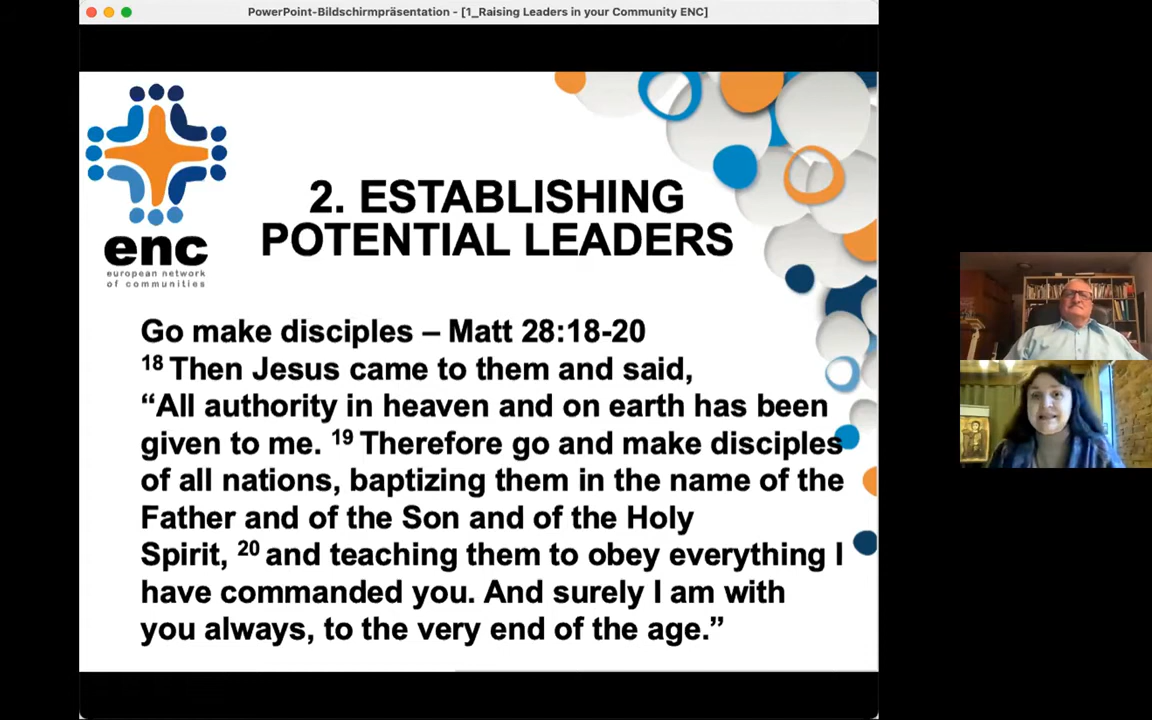 PowerPoint-Bildschirmpräsentation - [1_Raising Leaders in your Community ENC]
enc
european network
of communities
2. ESTABLISHING
POTENTIAL LEADERS
Go make disciples – Matt 28:18-20
18 Then Jesus came to them and said,
“All authority in heaven and on earth has been
given to me. 19 Therefore go and make disciples
of all nations, baptizing them in the name of the
Father and of the Son and of the Holy
Spirit, 20 and teaching them to obey everything I
have commanded you. And surely I am with
you always, to the very end of the age.”